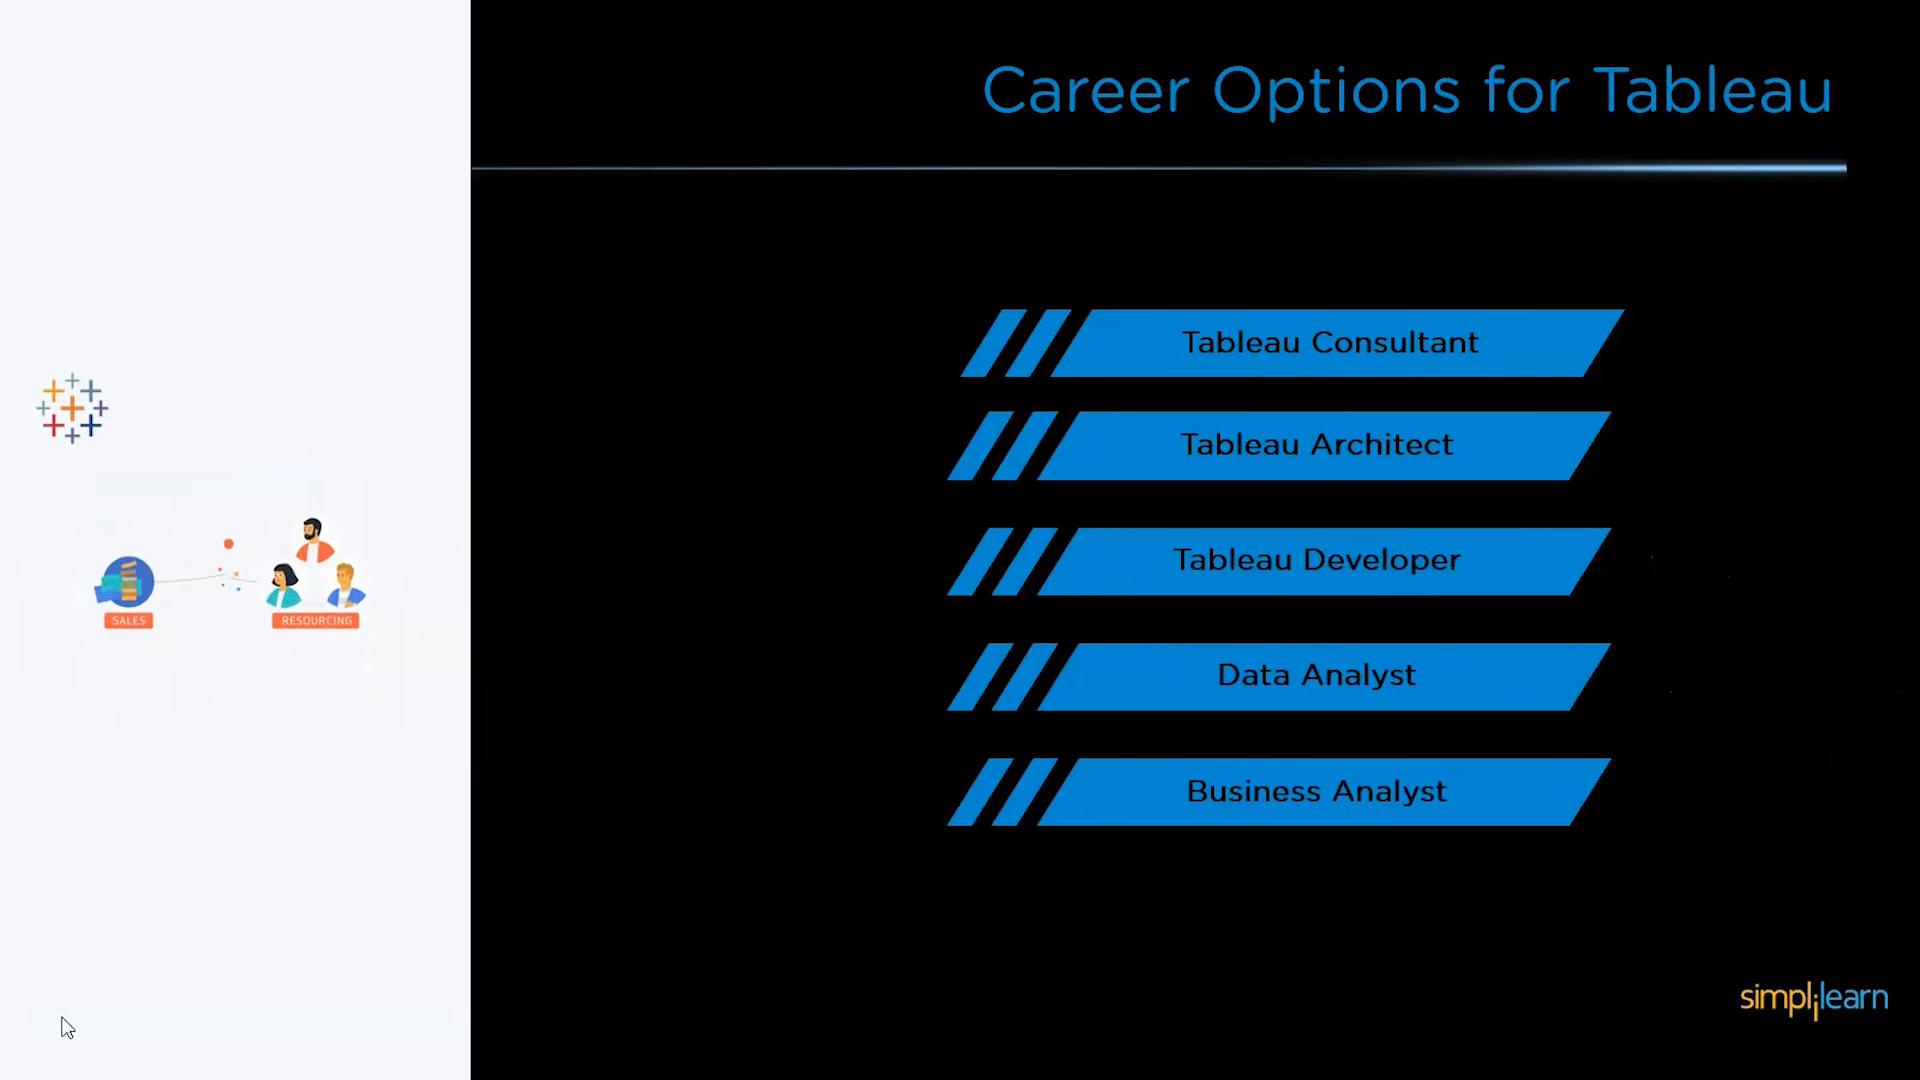 Career Options for Tableau
Tableau Consultant
Tableau Architect
Tableau Developer
Data Analyst
Business Analyst
SALES
RESOURCING
simplilearn